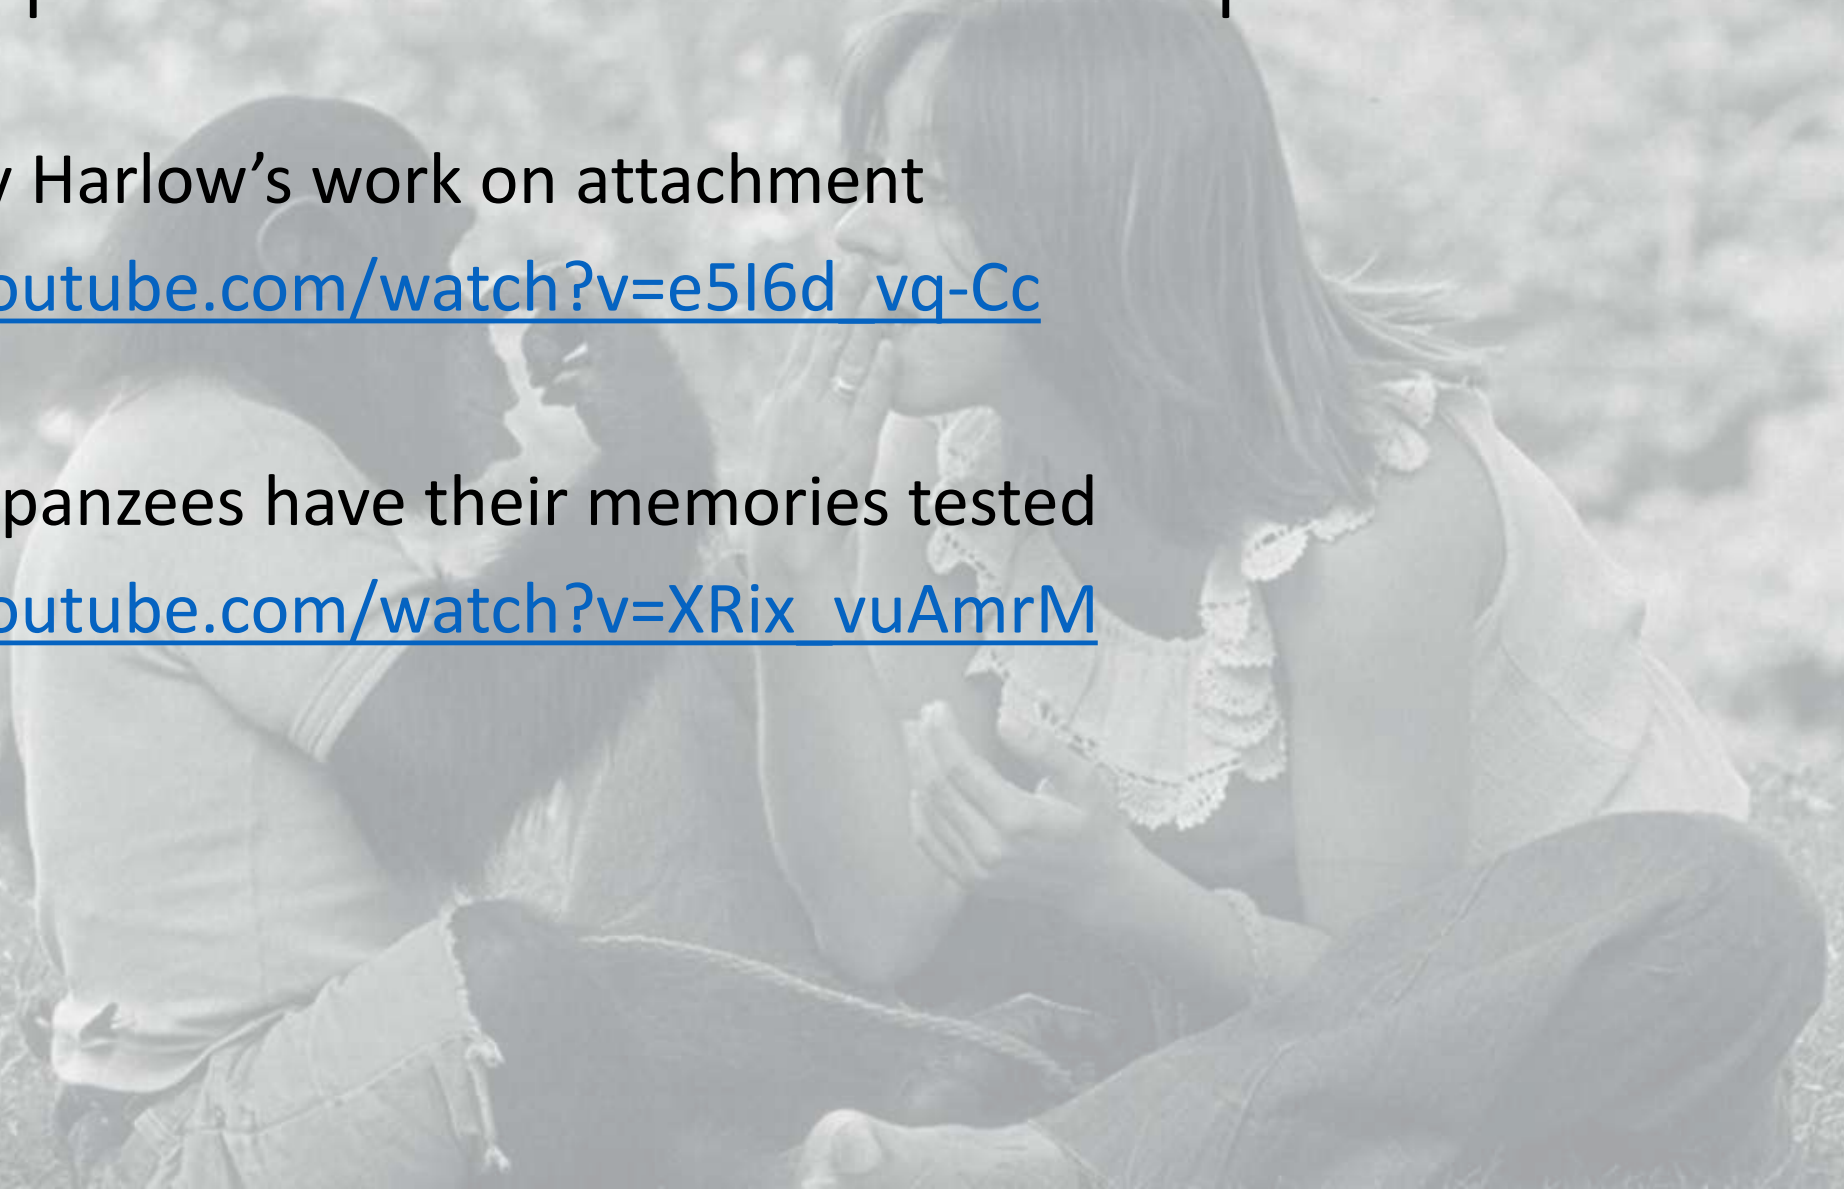 y Harlow’s work on attachment
outube.com/watch?v=e5I6d_vq-Cc
panzees have their memories tested
outube.com/watch?v=XRix_vuAmrM